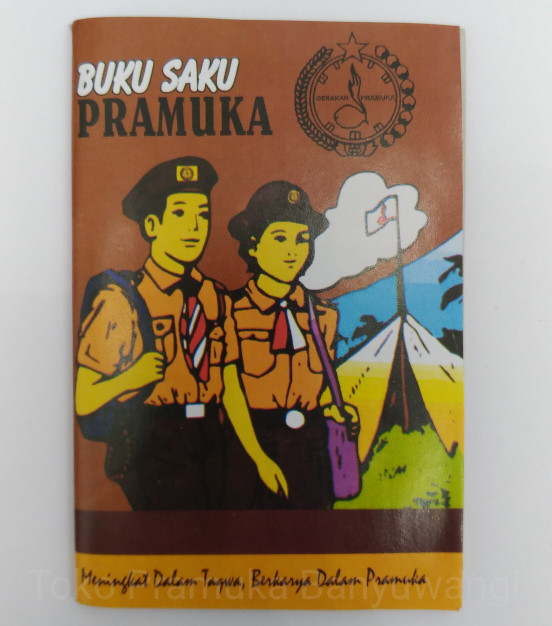 BUKU SAKU
PRAMUKA
GERAKAN PRAMUKA
Meningkat Dalam Taqwa, Berkarya Dalam Pramuka
Toko Pramuka Banyuwangi